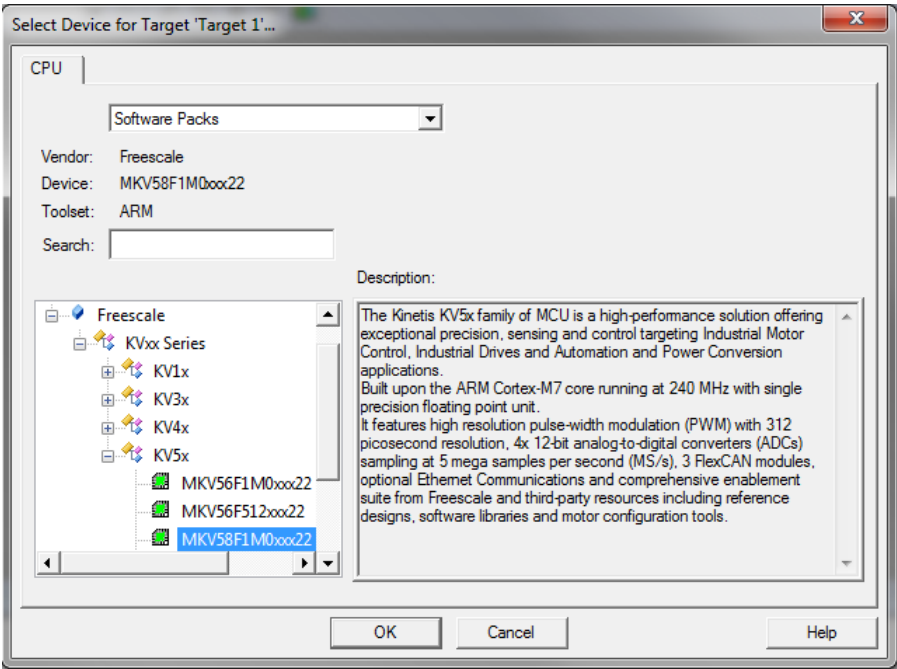 Select Device for Target 'Target 1'...
CPU
Software Packs
Vendor: Freescale
Device: MKV58F1M0xxx22
Toolset: ARM
Search:
Description:
Freescale
KVxx Series
KV1x
KV3x
KV4x
KV5x
MKV56F1M0xxx22
MKV56F512xxx22
MKV58F1M0xxx22
The Kinetis KV5x family of MCU is a high-performance solution offering
exceptional precision, sensing and control targeting Industrial Motor
Control, Industrial Drives and Automation and Power Conversion
applications.
Built upon the ARM Cortex-M7 core running at 240 MHz with single
precision floating point unit.
It features high resolution pulse-width modulation (PWM) with 312
picosecond resolution, 4x 12-bit analog-to-digital converters (ADCs)
sampling at 5 mega samples per second (MS/s), 3 FlexCAN modules,
optional Ethernet Communications and comprehensive enablement
suite from Freescale and third-party resources including reference
designs, software libraries and motor configuration tools.
OK
Cancel
Help